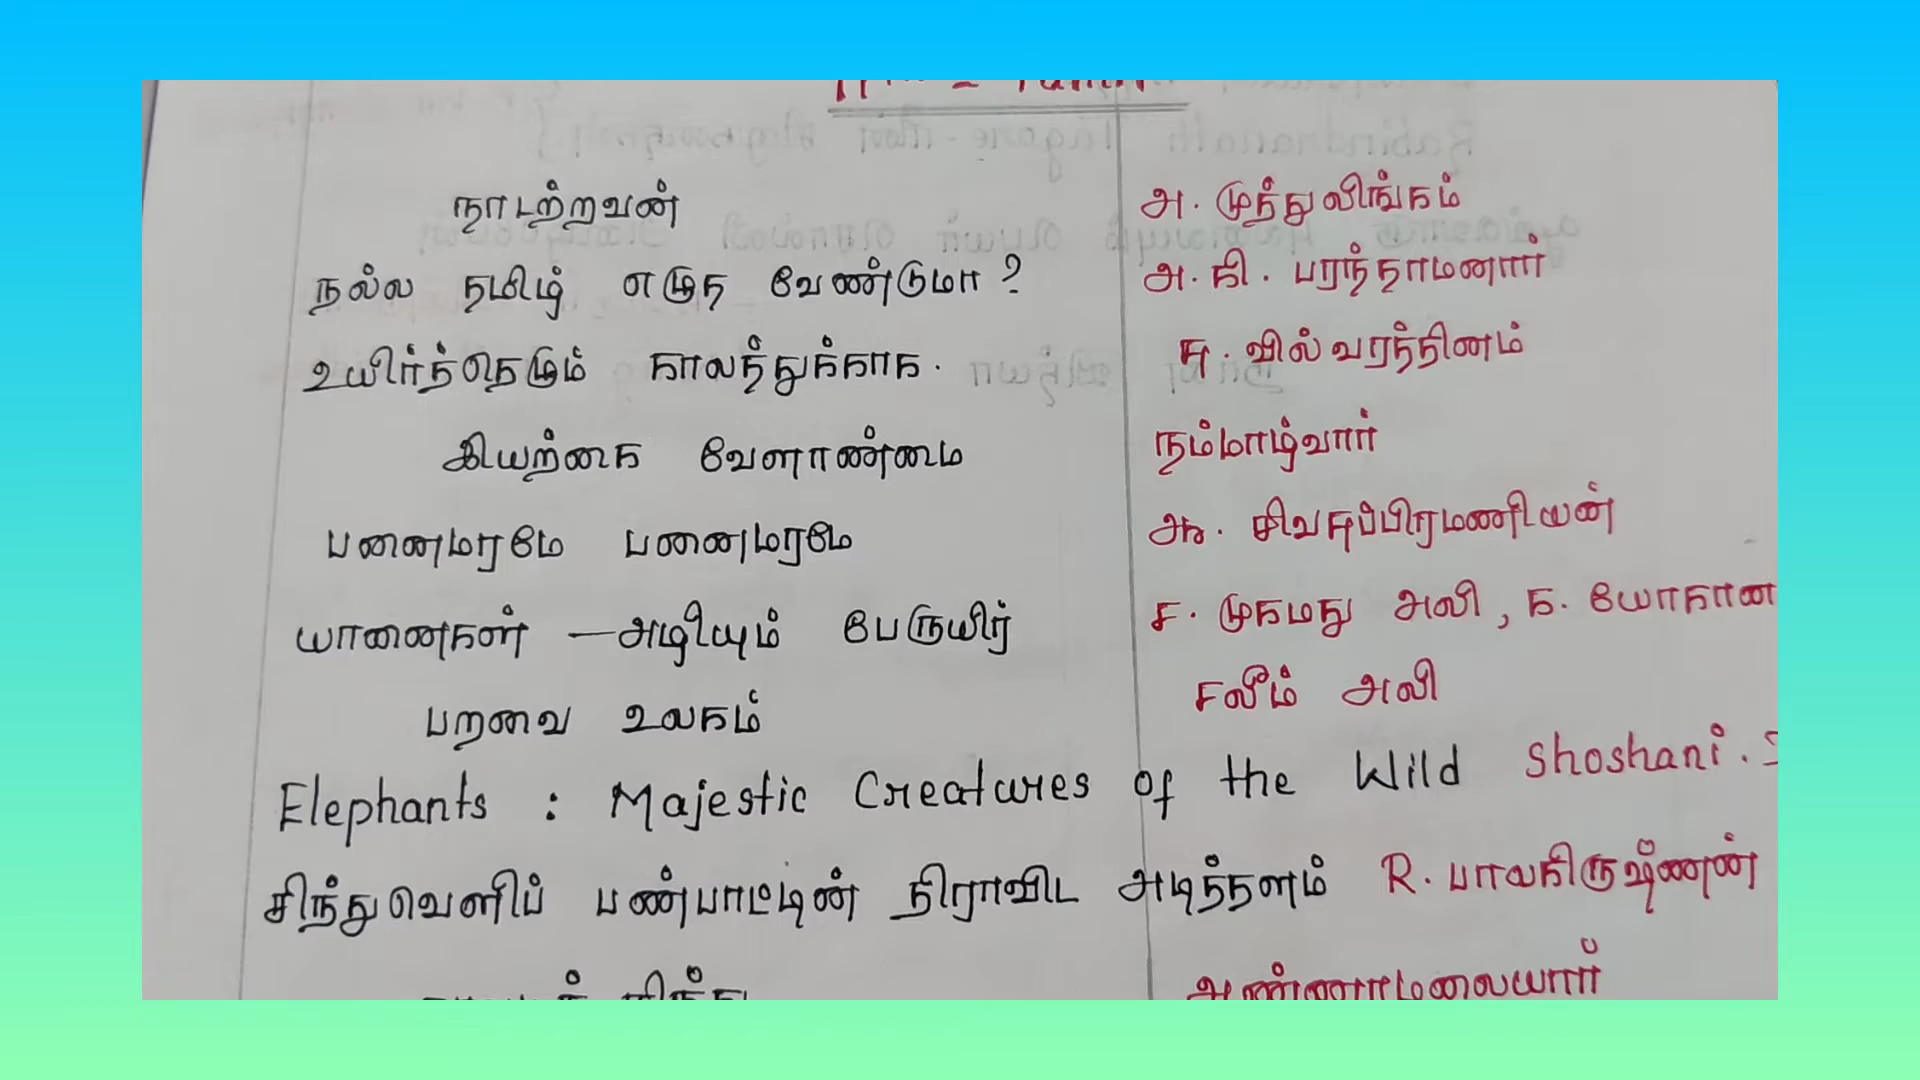 நாடற்றவன் அ. முத்துலிங்கம்
நல்ல தமிழ் எழுத வேண்டுமா? அ. கி. பரந்தாமனார்
உயிர்த்தெழும் காலத்துக்காக. சு. வில்வரத்தினம்
இயற்கை வேளாண்மை நம்மாழ்வார்
பனைமரமே பனைமரமே ஆ. சிவசுப்பிரமணியன்
யானைகள் — அழியும் பேருயிர் ச. முகமது அலி, க. யோகான
பறவை உலகம் சலீம் அலி
Elephants : Majestic Creatures of the Wild Shoshani.
சிந்துவெளிப் பண்பாட்டின் திராவிட அடித்தளம் R. பாலகிருஷ்ணன்
அண்ணாமலையார்